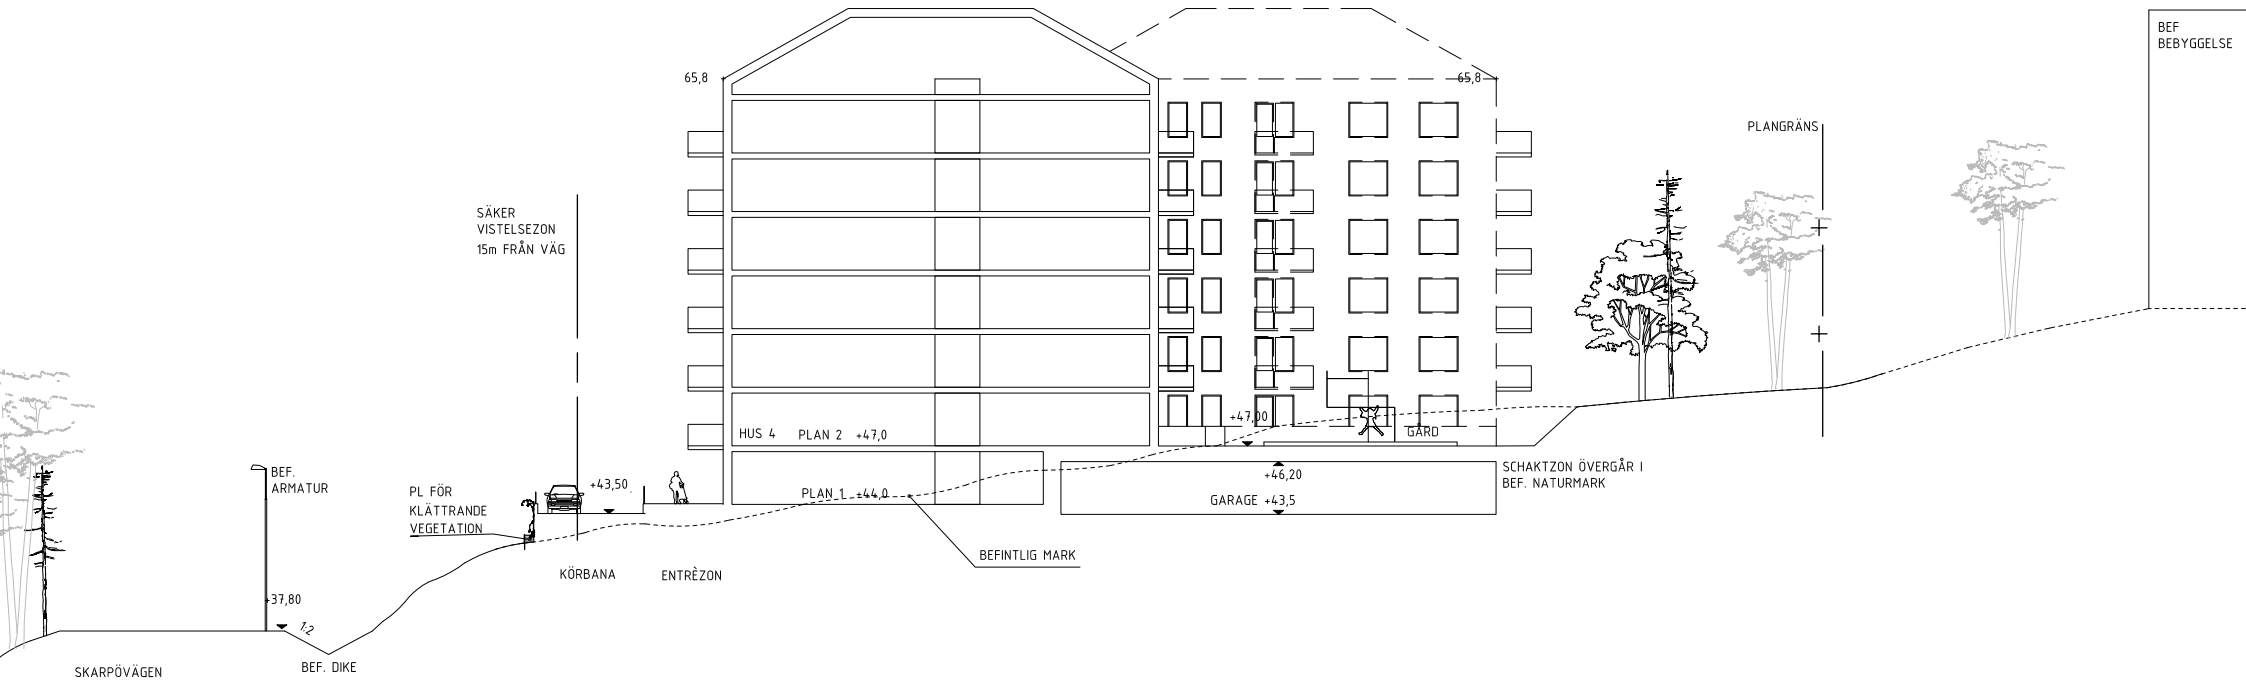 BEF
BEBYGGELSE
65,8
65,8
PLANGRÄNS
SÄKER
VISTELSEZON
15m FRÅN VÄG
+47,00
GÅRD
HUS 4 PLAN 2 +47,0
BEF.
ARMATUR
PL FÖR
KLÄTTRANDE
VEGETATION
+43,50
PLAN 1 +44,0
+46,20
GARAGE +43,5
SCHAKTZON ÖVERGÅR I
BEF. NATURMARK
BEFINTLIG MARK
KÖRBANA
ENTRÈZON
+37,80
1:2
BEF. DIKE
SKARPÖVÄGEN